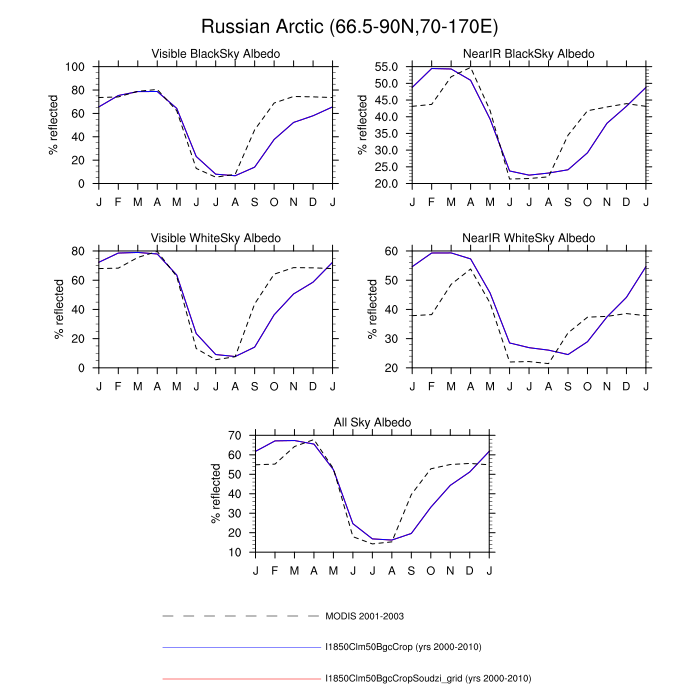 Russian Arctic (66.5-90N,70-170E)
Visible BlackSky Albedo
% reflected
100
80
60
40
20
0
J F M A M J J A S O N D J
NearIR BlackSky Albedo
% reflected
55.0
50.0
45.0
40.0
35.0
30.0
25.0
20.0
J F M A M J J A S O N D J
Visible WhiteSky Albedo
% reflected
80
60
40
20
0
J F M A M J J A S O N D J
NearIR WhiteSky Albedo
% reflected
60
50
40
30
20
J F M A M J J A S O N D J
All Sky Albedo
% reflected
70
60
50
40
30
20
10
J F M A M J J A S O N D J
MODIS 2001-2003
I1850Clm50BgcCrop (yrs 2000-2010)
I1850Clm50BgcCropSoudzi_grid (yrs 2000-2010)